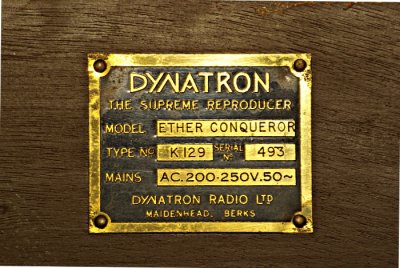 DYNATRON
THE SUPREME REPRODUCER
MODEL ETHER CONQUEROR
TYPE No K129 SERIAL No 493
MAINS AC.200-250V.50~
DYNATRON RADIO LTD
MAIDENHEAD. BERKS